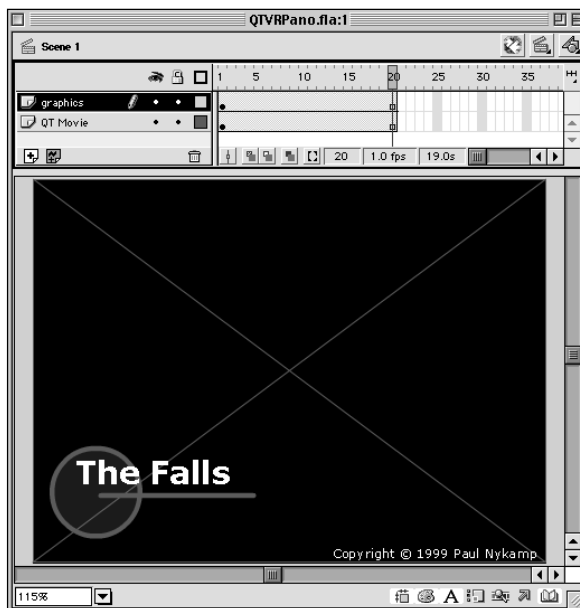 QTVRPano.fla:1
Scene 1
1 5 10 15 20 25 30 35
graphics
QT Movie
20 1.0 fps 19.0s
The Falls
Copyright © 1999 Paul Nykamp
115% A